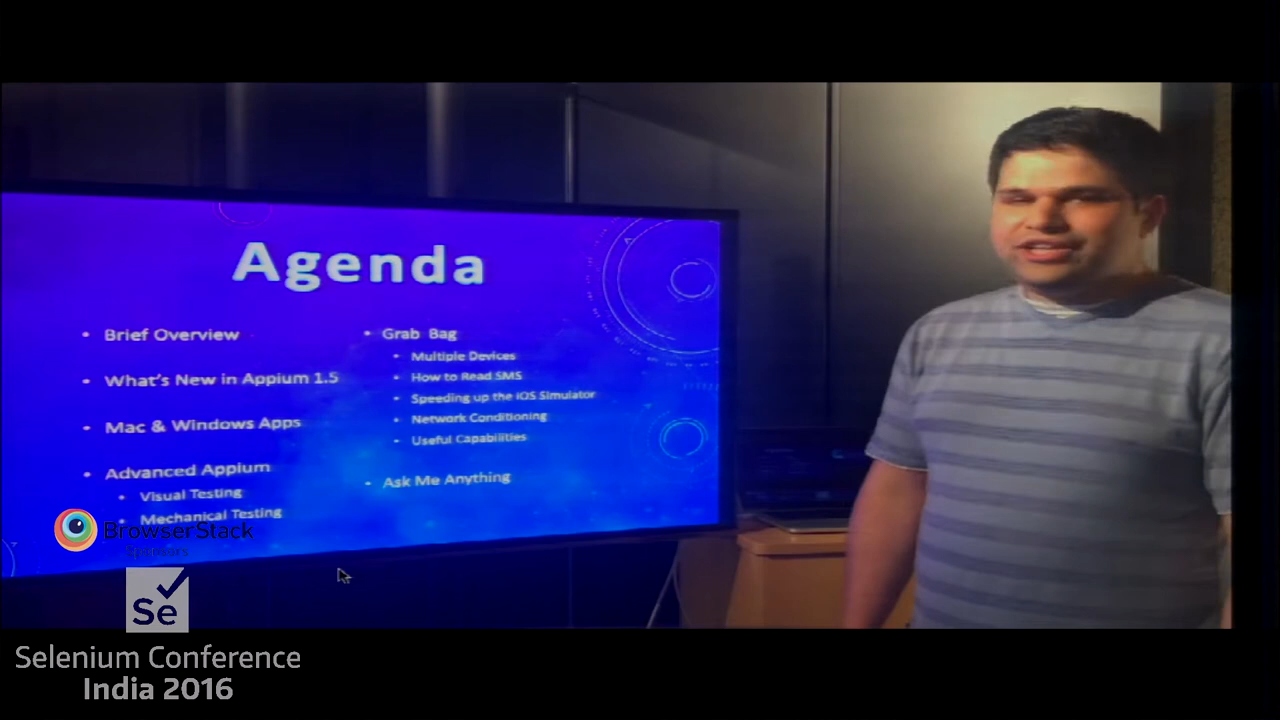 Agenda
• Brief Overview
• What's New in Appium 1.5
• Mac & Windows Apps
• Advanced Appium
• Visual Testing
• Mechanical Testing
• Grab Bag
• Multiple Devices
• How to Read SMS
• Speeding up the iOS Simulator
• Network Conditioning
• Useful Capabilities
• Ask Me Anything
BrowserStack
Sponsors
Se
Selenium Conference
India 2016